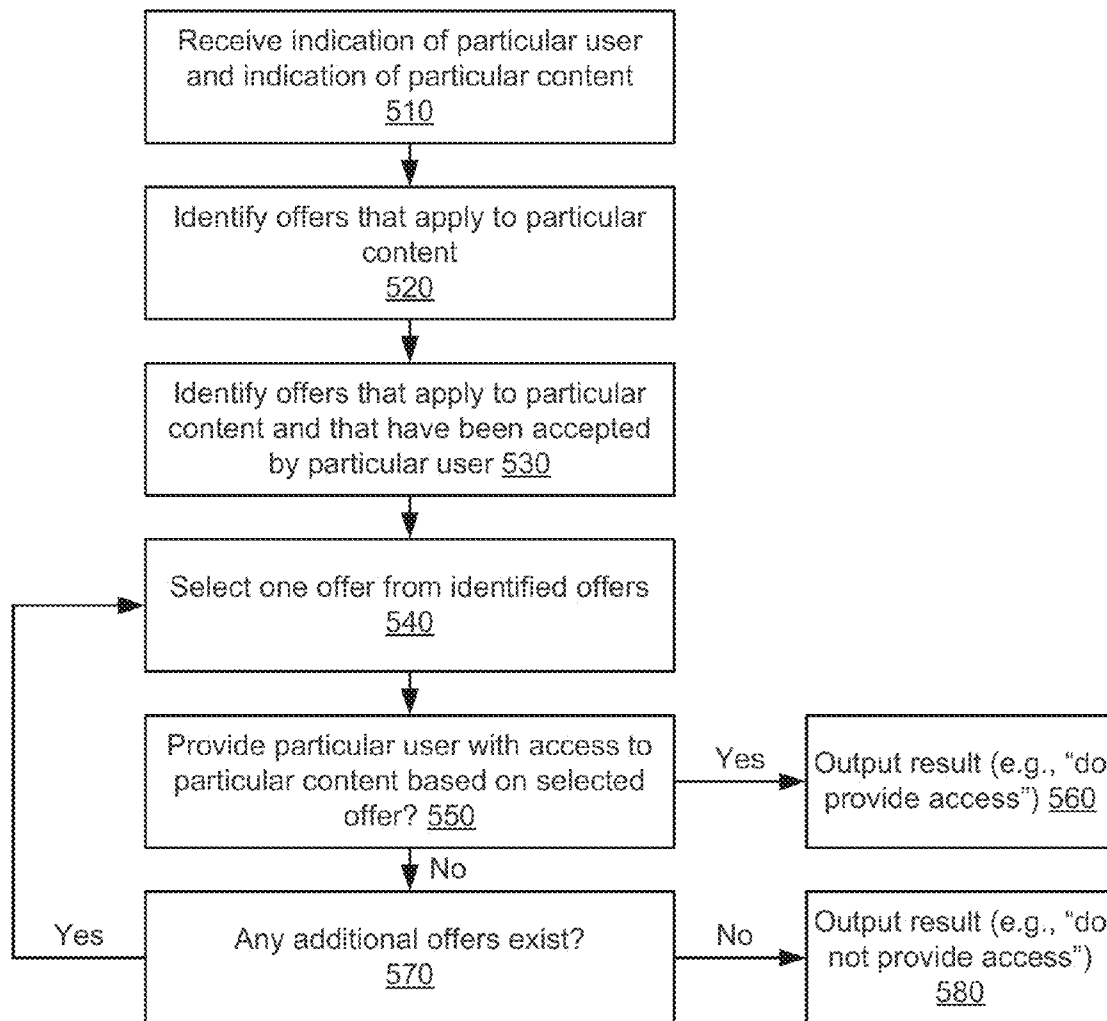 Receive indication of particular user
and indication of particular content
510
Identify offers that apply to particular
content
520
Identify offers that apply to particular
content and that have been accepted
by particular user 530
Select one offer from identified offers
540
Provide particular user with access to
particular content based on selected
offer? 550
Yes
Output result (e.g., “do
provide access”) 560
No
Any additional offers exist?
570
Yes
No
Output result (e.g., “do
not provide access”)
580